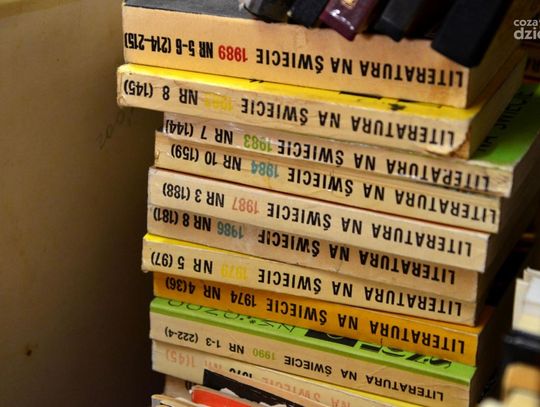 cozatydzień
LITERATURA NA ŚWIECIE 1989 NR 5-6 (214-215)
LITERATURA NA ŚWIECIE NR 8 (145)
LITERATURA NA ŚWIECIE 1983 NR 7 (144)
LITERATURA NA ŚWIECIE 1984 NR 10 (159)
LITERATURA NA ŚWIECIE 1987 NR 3 (188)
LITERATURA NA ŚWIECIE 1986 NR 8 (181)
LITERATURA NA ŚWIECIE 1979 NR 5 (97)
LITERATURA NA ŚWIECIE 1974 NR 4(36)
LITERATURA NA ŚWIECIE 1990 NR 1-3 (222-4)
(45)